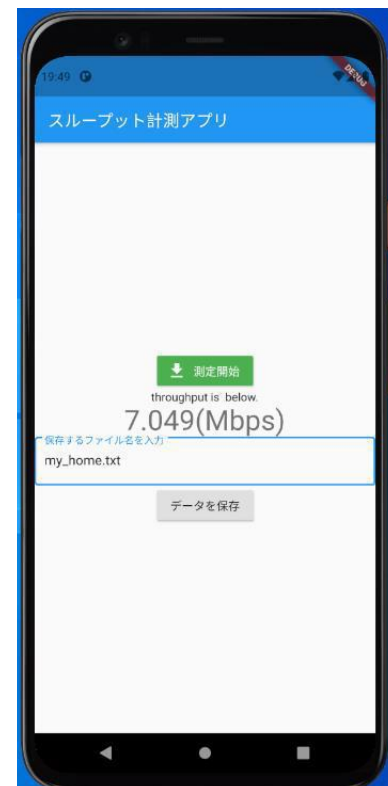 19:49
DEBUG
スループット計測アプリ
測定開始
throughput is below.
7.049(Mbps)
保存するファイル名を入力
my_home.txt
データを保存